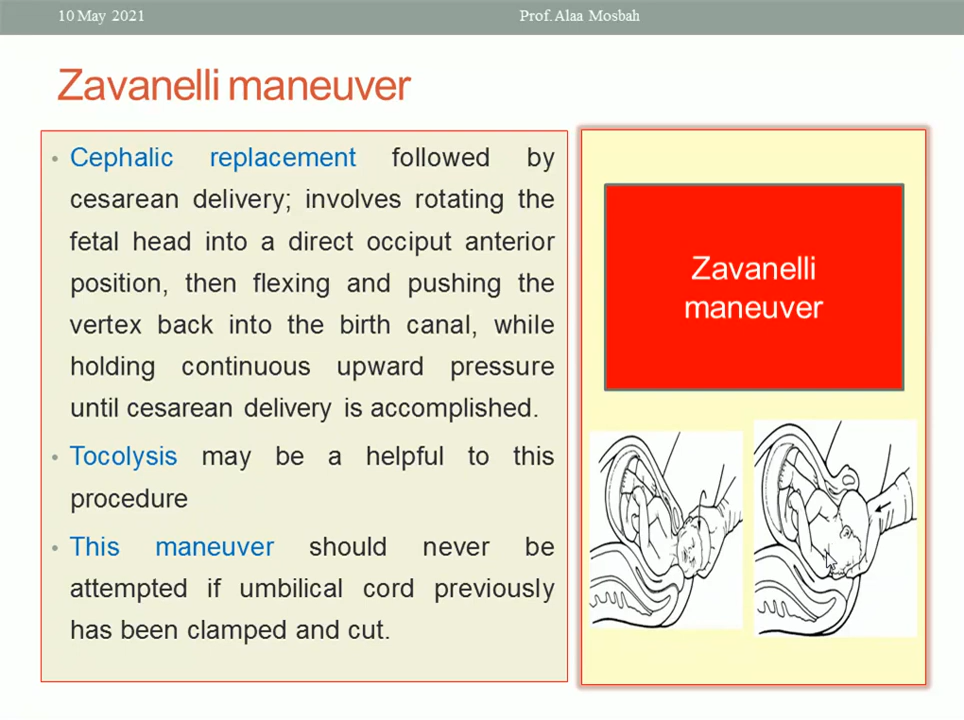 10 May 2021
Prof. Alaa Mosbah
Zavanelli maneuver
• Cephalic replacement followed by
cesarean delivery; involves rotating the
fetal head into a direct occiput anterior
position, then flexing and pushing the
vertex back into the birth canal, while
holding continuous upward pressure
until cesarean delivery is accomplished.
• Tocolysis may be a helpful to this
procedure
• This maneuver should never be
attempted if umbilical cord previously
has been clamped and cut.
Zavanelli
maneuver